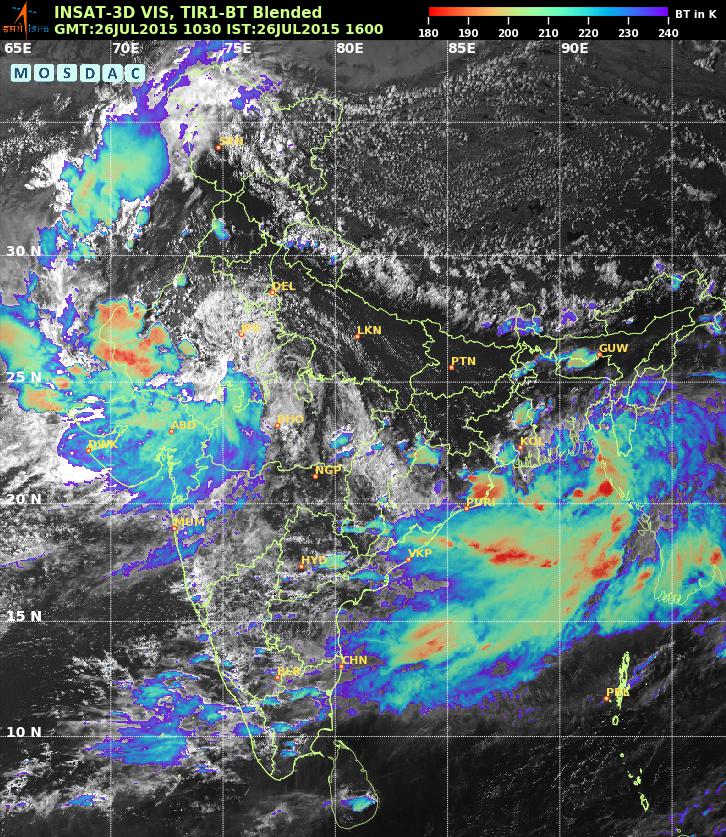 INSAT-3D VIS, TIR1-BT Blended
GMT:26JUL2015 1030 IST:26JUL2015 1600
BT in K
180 190 200 210 220 230 240
65E 70E 75E 80E 85E 90E
MOSDAC
30 N
DEL
LKN
GUW
PTN
25 N
BHO
ABD
DWK
KOL
NGP
20 N
PURI
MUM
VKP
HYD
15 N
CHN
BLR
PBL
10 N